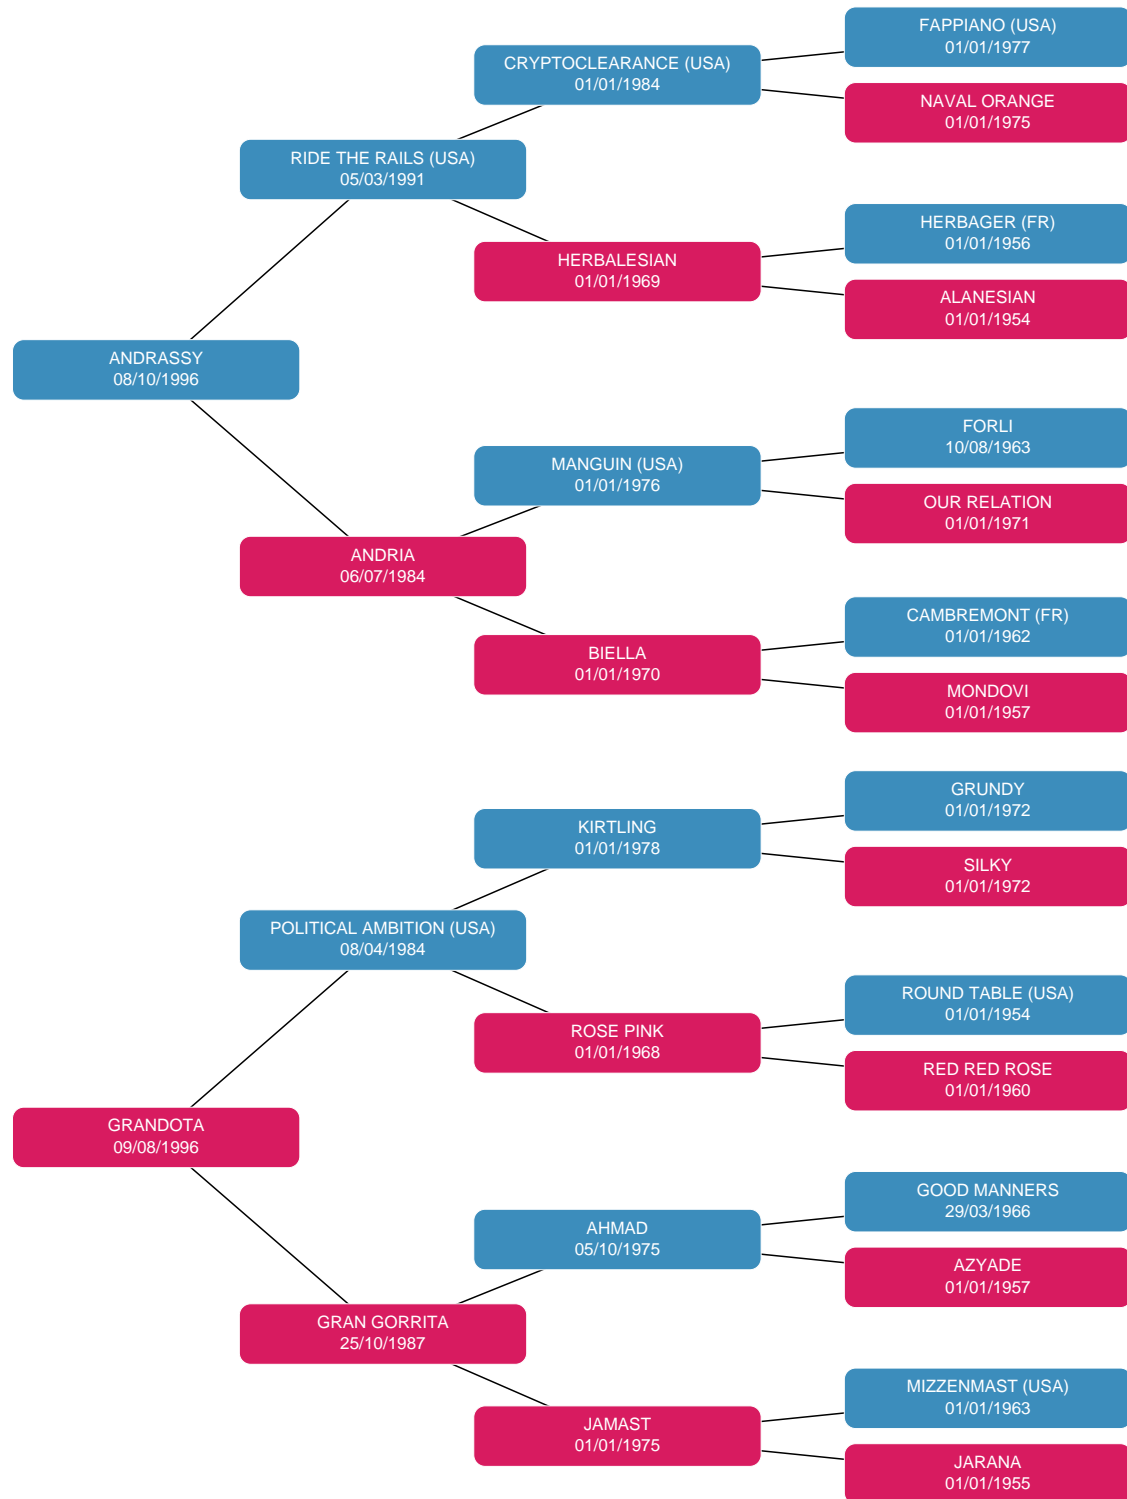 FAPPIANO (USA)
01/01/1977
CRYPTOCLEARANCE (USA)
01/01/1984
NAVAL ORANGE
01/01/1975
RIDE THE RAILS (USA)
05/03/1991
HERBAGER (FR)
01/01/1956
HERBALESIAN
01/01/1969
ALANESIAN
01/01/1954
ANDRASSY
08/10/1996
FORLI
10/08/1963
MANGUIN (USA)
01/01/1976
OUR RELATION
01/01/1971
ANDRIA
06/07/1984
CAMBREMONT (FR)
01/01/1962
BIELLA
01/01/1970
MONDOVI
01/01/1957
GRUNDY
01/01/1972
KIRTLING
01/01/1978
SILKY
01/01/1972
POLITICAL AMBITION (USA)
08/04/1984
ROUND TABLE (USA)
01/01/1954
ROSE PINK
01/01/1968
RED RED ROSE
01/01/1960
GRANDOTA
09/08/1996
GOOD MANNERS
29/03/1966
AHMAD
05/10/1975
AZYADE
01/01/1957
GRAN GORRITA
25/10/1987
MIZZENMAST (USA)
01/01/1963
JAMAST
01/01/1975
JARANA
01/01/1955